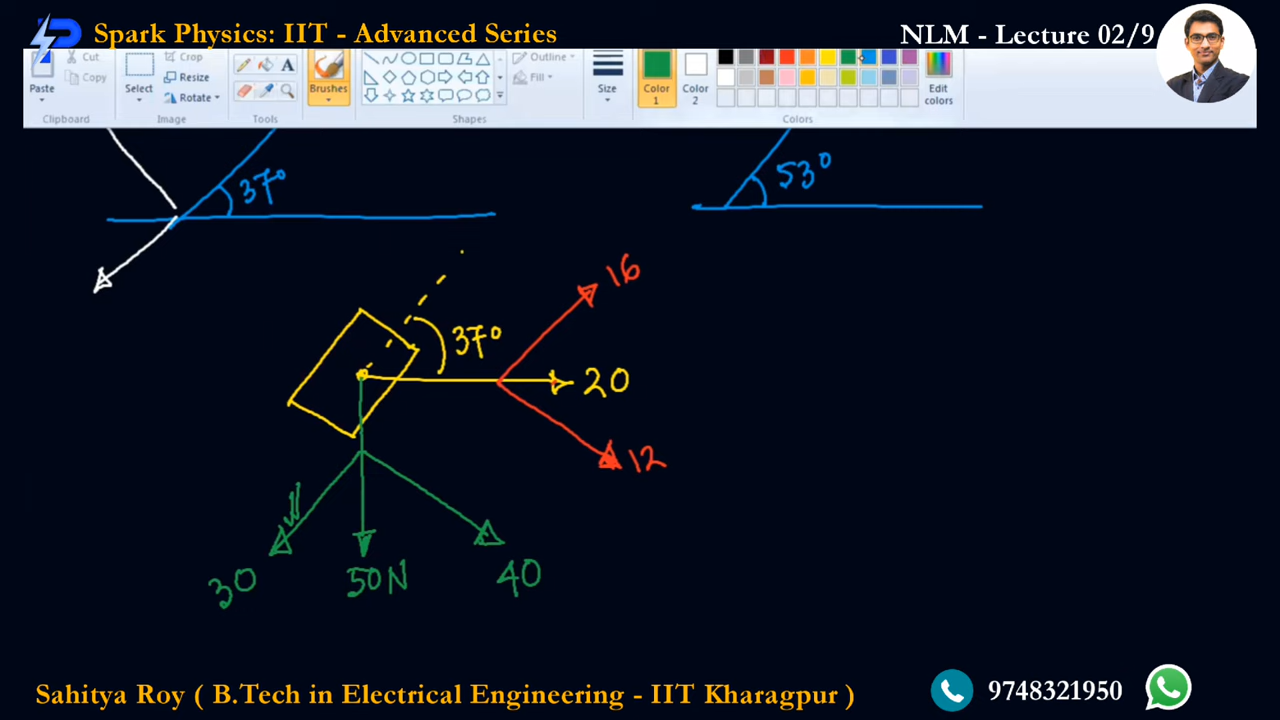 Spark Physics: IIT - Advanced Series
NLM - Lecture 02/9
Paste
Cut
Copy
Clipboard
Select
Crop
Resize
Rotate
Image
A
Tools
Brushes
Shapes
Outline
Fill
Size
Color 1
Color 2
Edit colors
Colors
37°
53°
16
37°
20
12
30
50N
40
Sahitya Roy ( B.Tech in Electrical Engineering - IIT Kharagpur )
9748321950